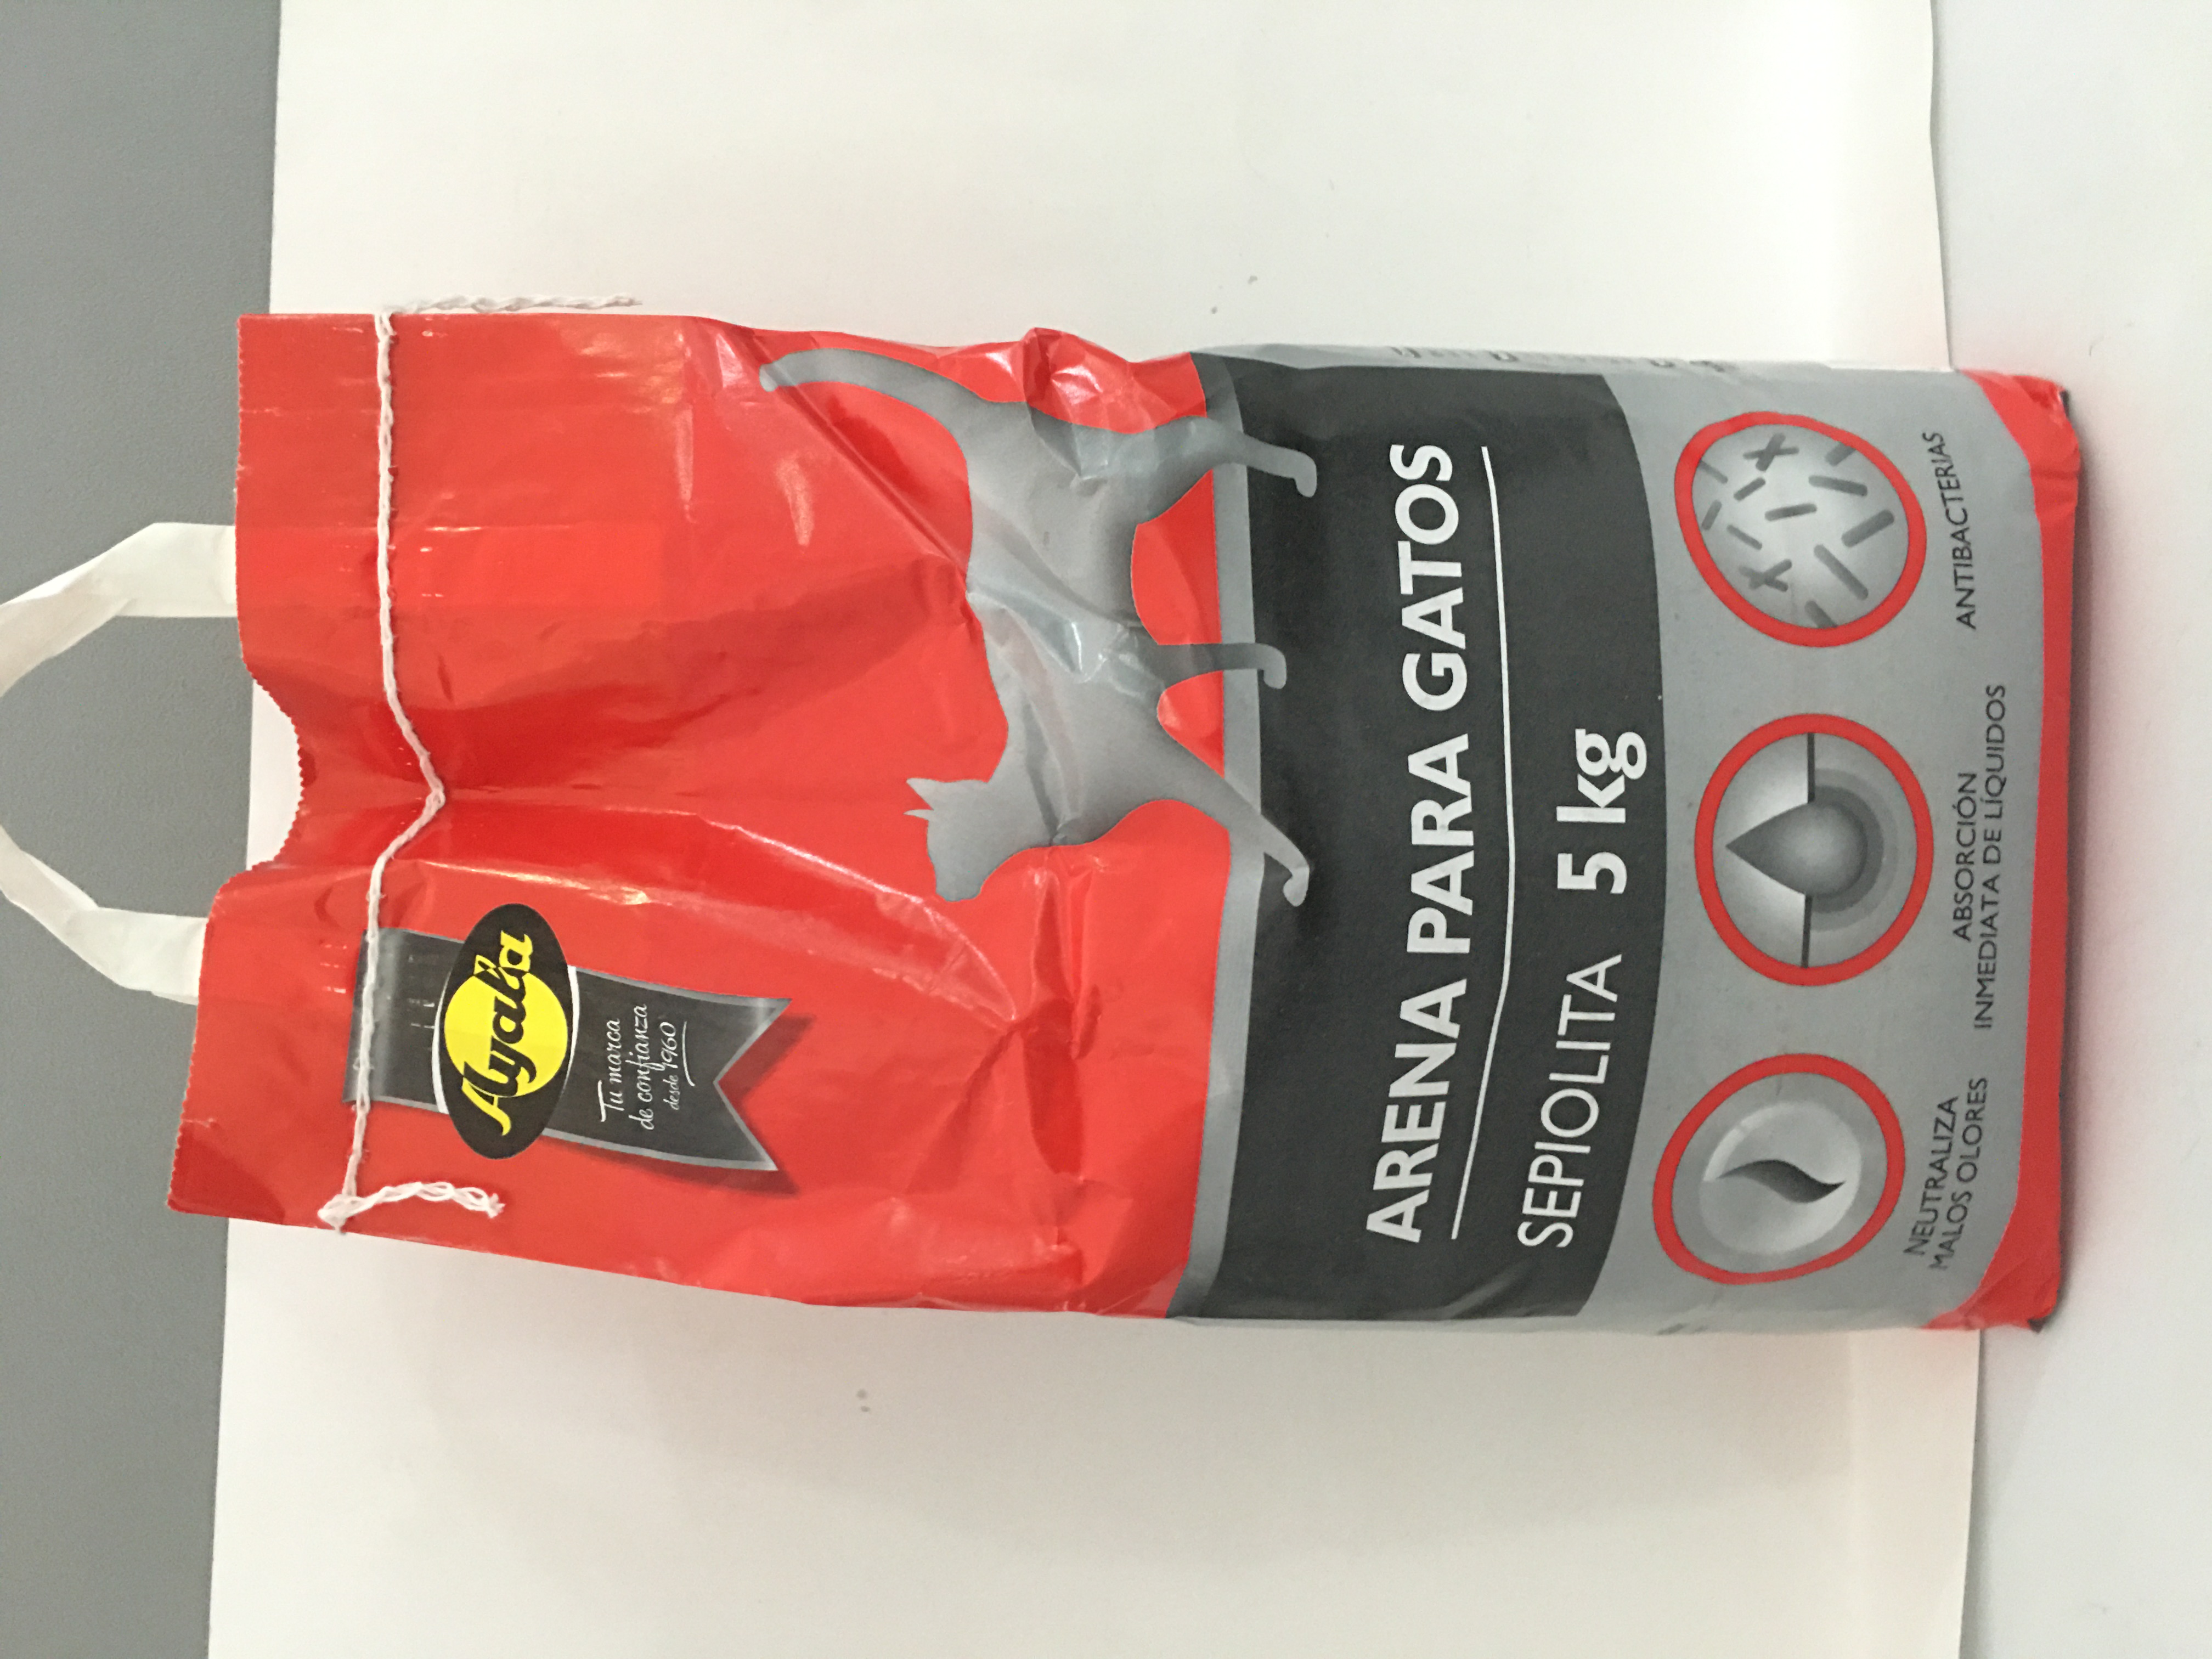 Ayala
Tu marca
de confianza
desde 1960
ARENA PARA GATOS
SEPIOLITA 5 kg
NEUTRALIZA
MALOS OLORES
ABSORCIÓN
INMEDIATA DE LÍQUIDOS
ANTIBACTERIAS